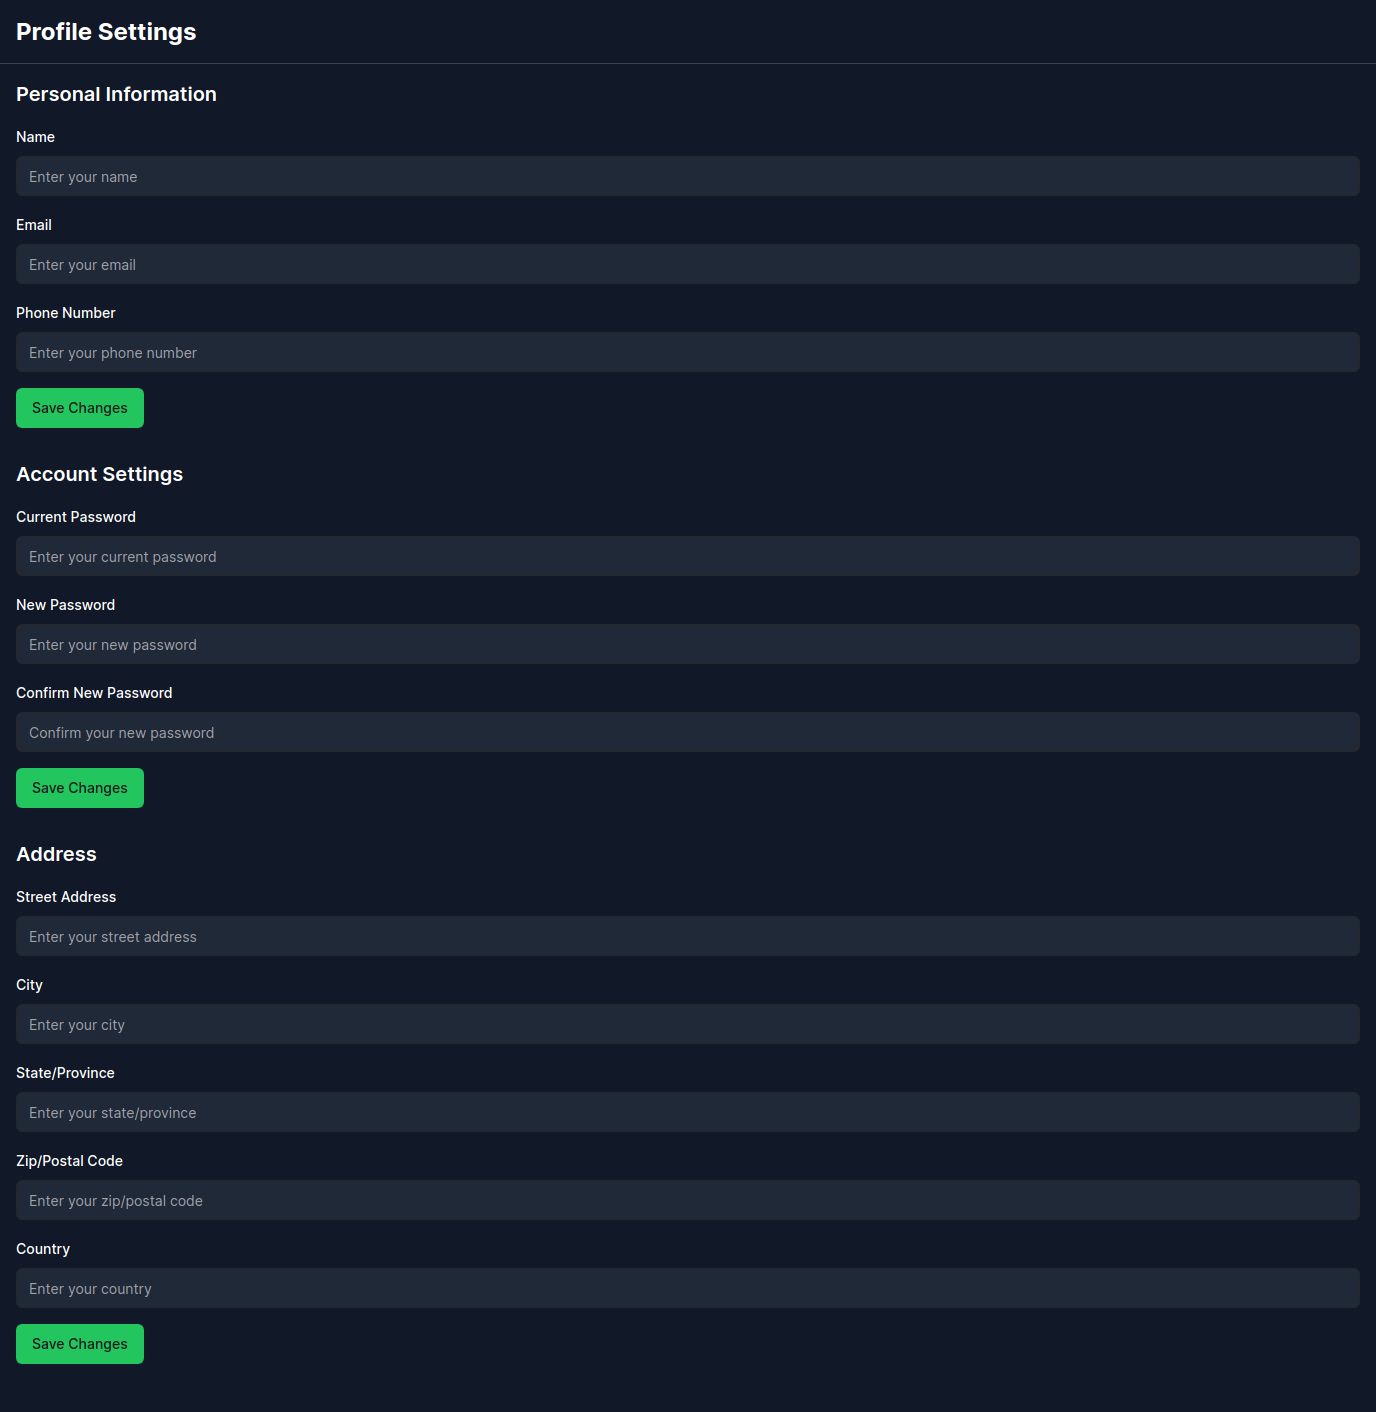 Profile Settings
Personal Information
Name
Enter your name
Email
Enter your email
Phone Number
Enter your phone number
Save Changes
Account Settings
Current Password
Enter your current password
New Password
Enter your new password
Confirm New Password
Confirm your new password
Save Changes
Address
Street Address
Enter your street address
City
Enter your city
State/Province
Enter your state/province
Zip/Postal Code
Enter your zip/postal code
Country
Enter your country
Save Changes